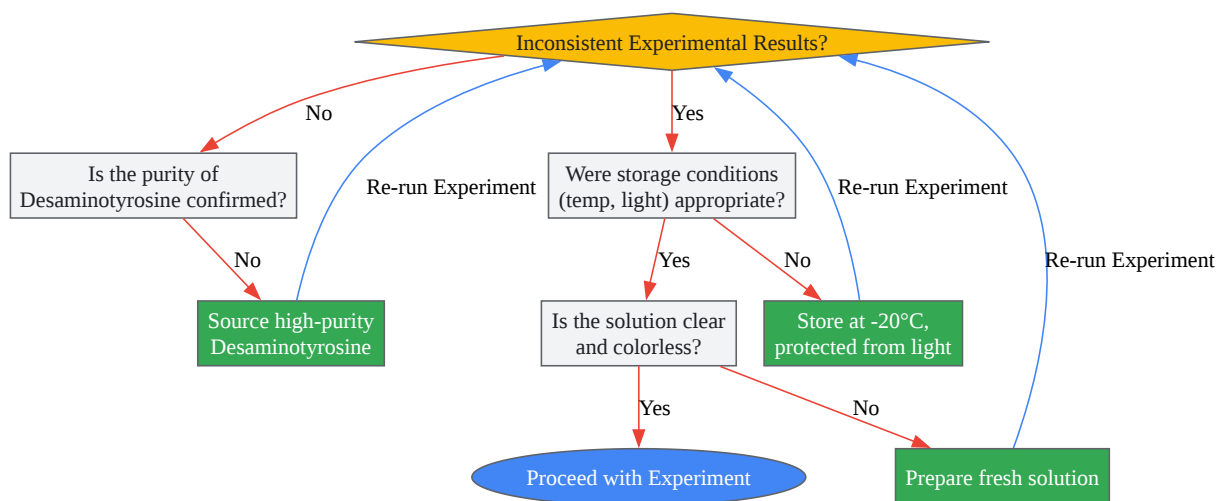 Inconsistent Experimental Results?
No
Yes
Is the purity of
Desaminotyrosine confirmed?
Re-run Experiment
Were storage conditions
(temp, light) appropriate?
Re-run Experiment
No
Yes
No
Re-run Experiment
Source high-purity
Desaminotyrosine
Is the solution clear
and colorless?
Store at -20°C,
protected from light
Yes
No
Proceed with Experiment
Prepare fresh solution